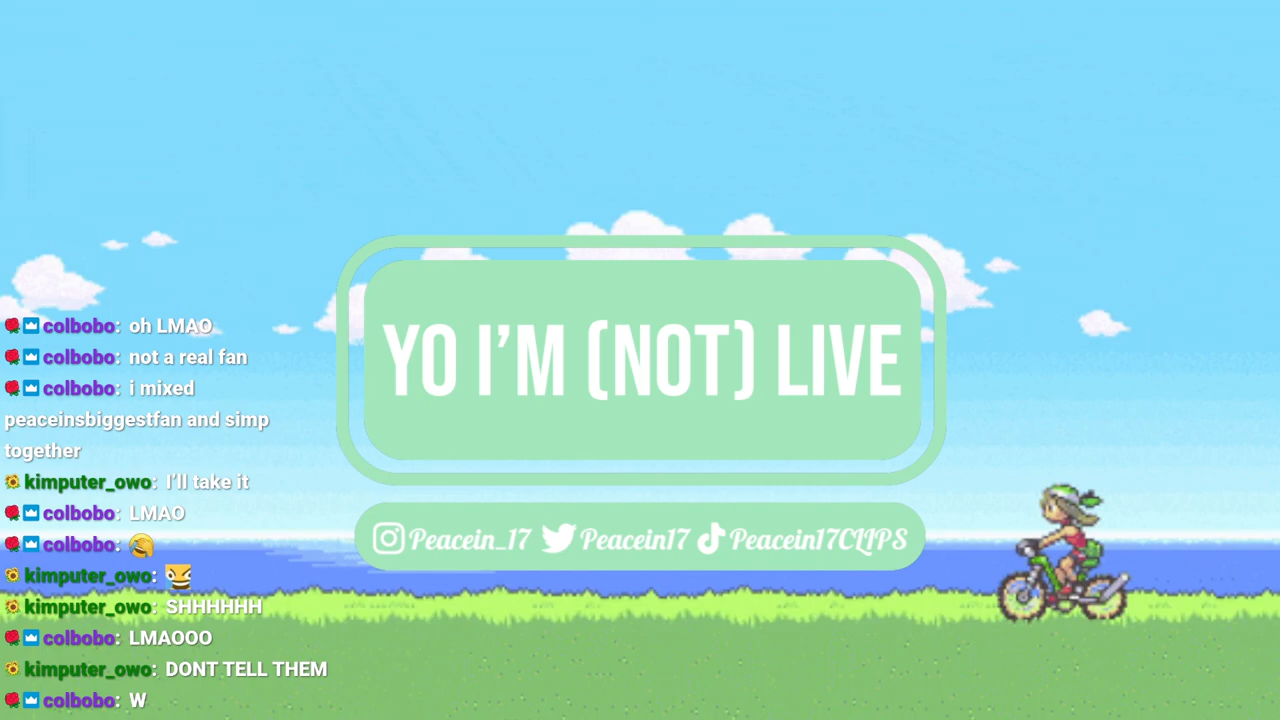 colbobo: oh LMAO
colbobo: not a real fan
colbobo: i mixed
peaceinsbiggestfan and simp
together
kimputer_owo: I'll take it
colbobo: LMAO
colbobo:
kimputer_owo:
kimputer_owo: SHHHHHH
colbobo: LMAOOO
kimputer_owo: DONT TELL THEM
colbobo: W
YO I'M (NOT) LIVE
Peacein_17 Peacein17 Peacein17CLIPS